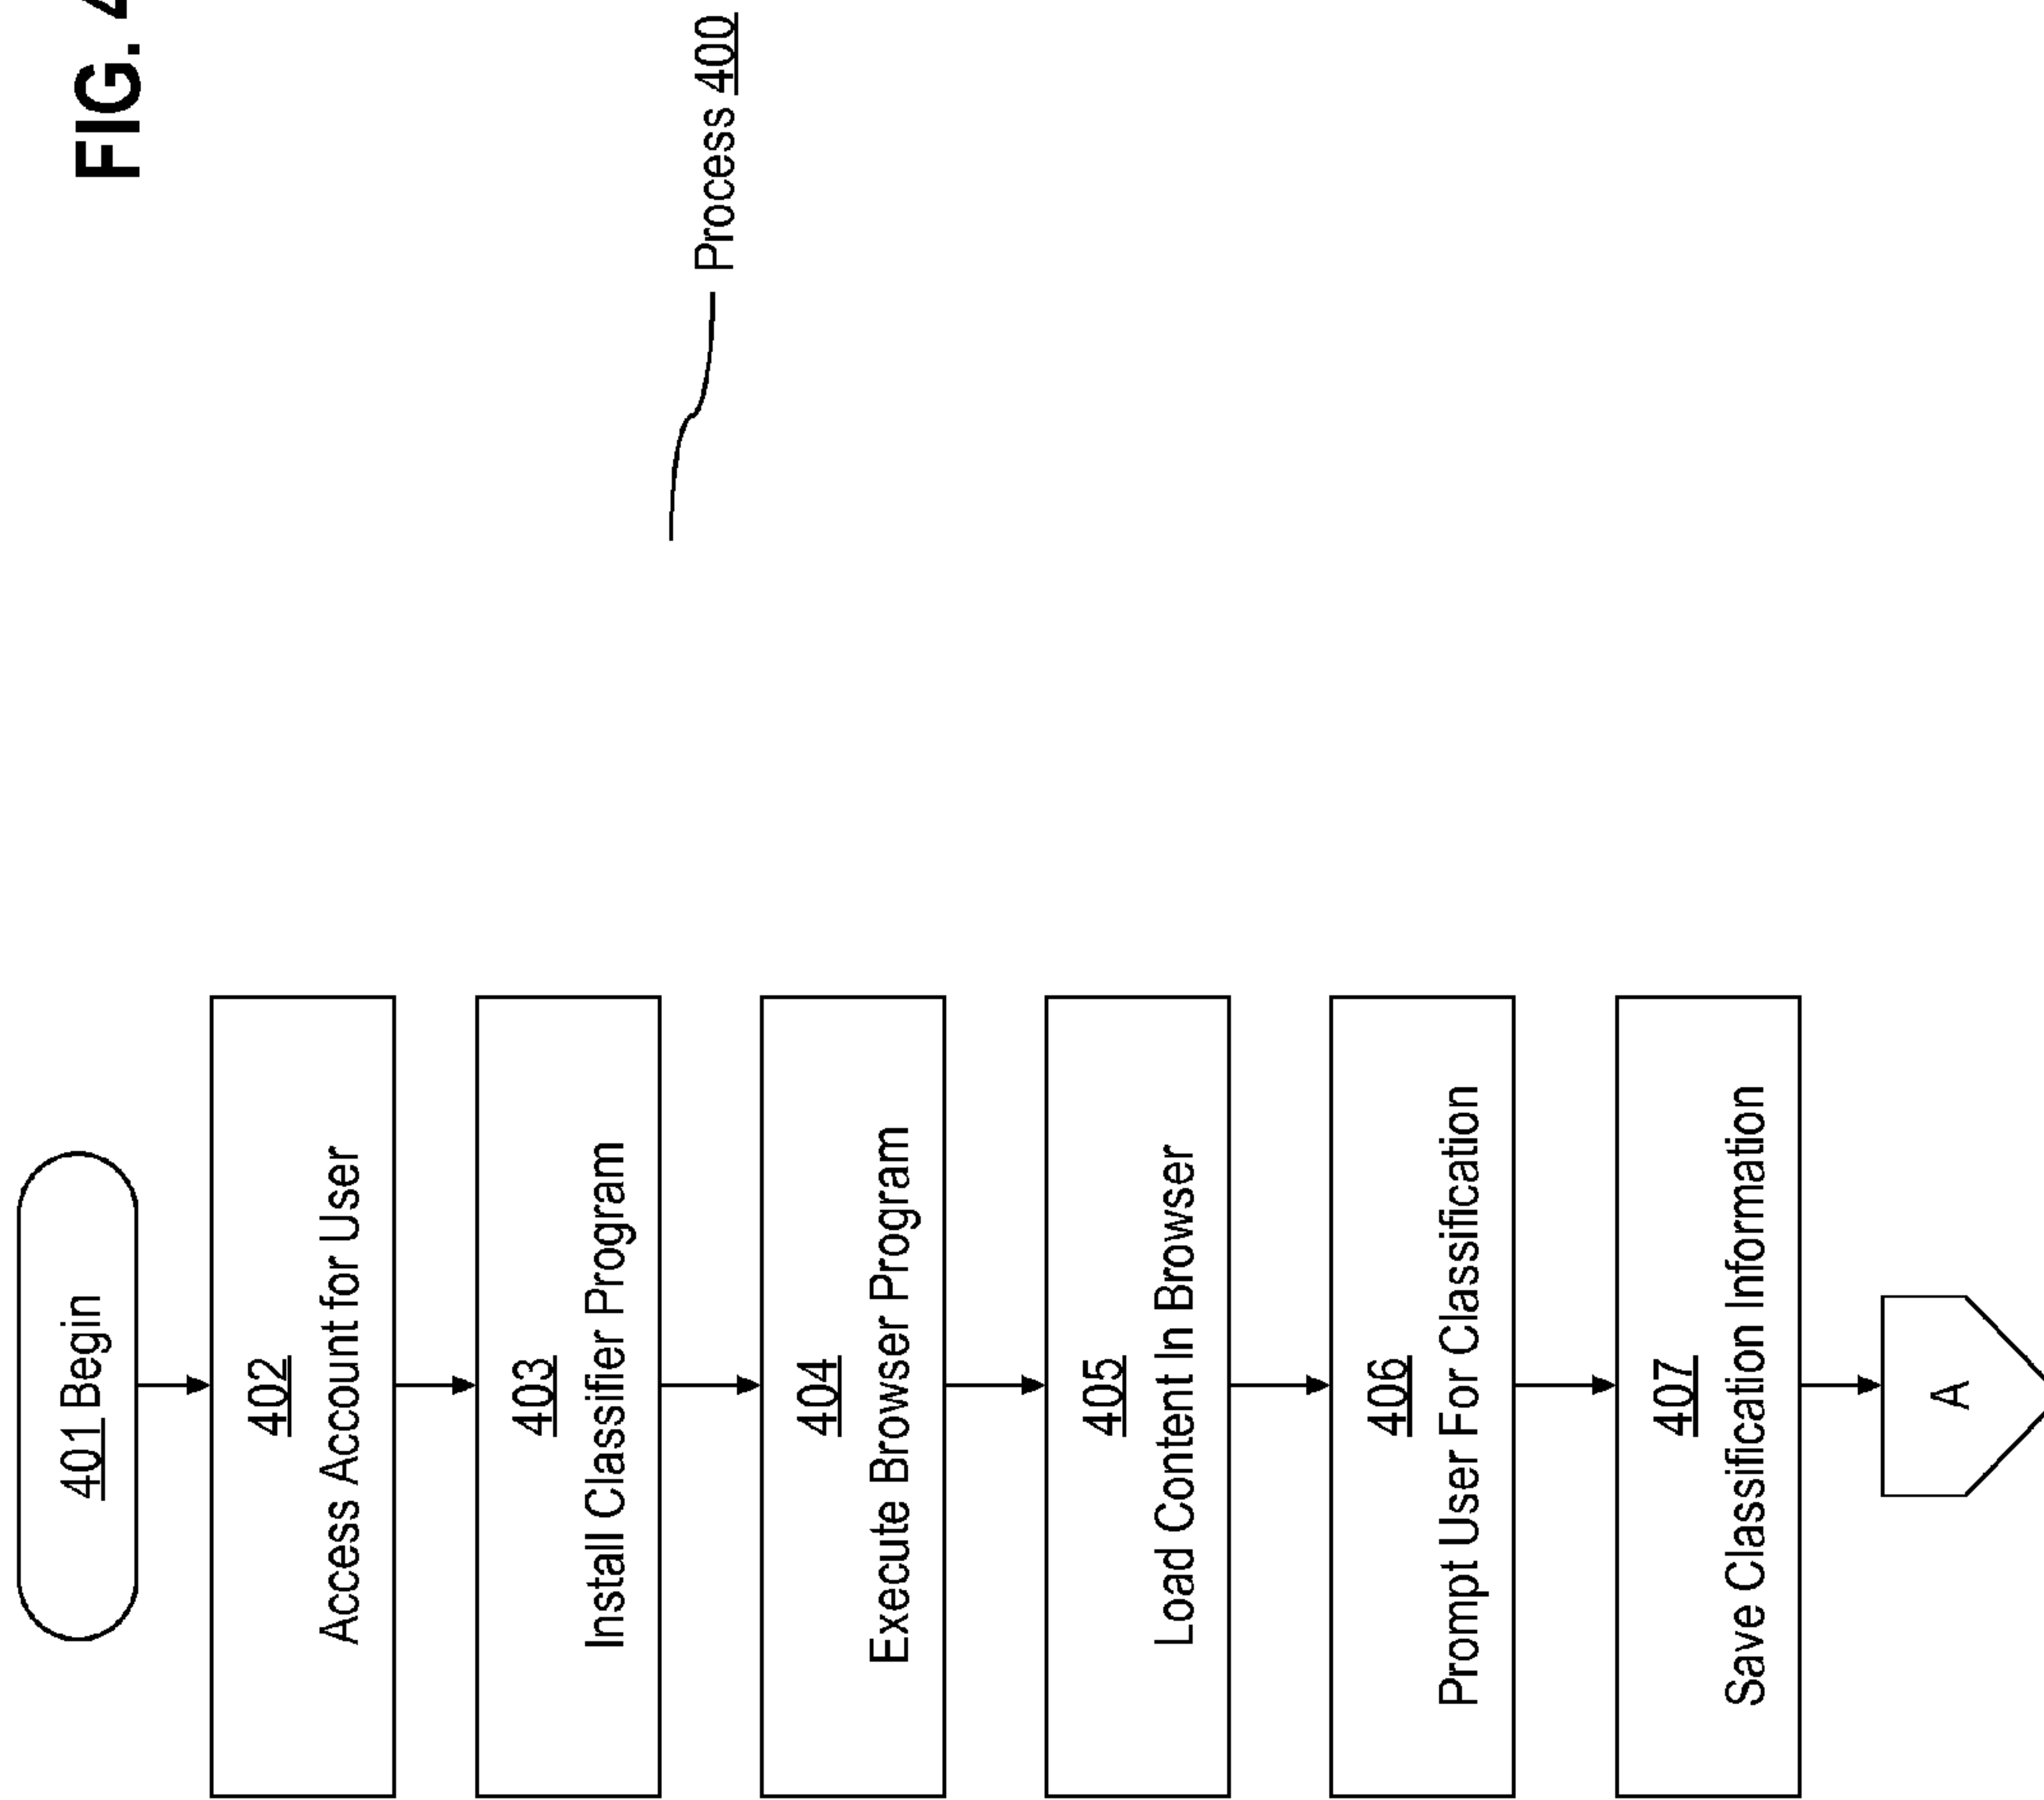 FIG. 4
Process 400
401 Begin
402
Access Account for User
403
Install Classifier Program
404
Execute Browser Program
405
Load Content In Browser
406
Prompt User For Classification
407
Save Classification Information
A